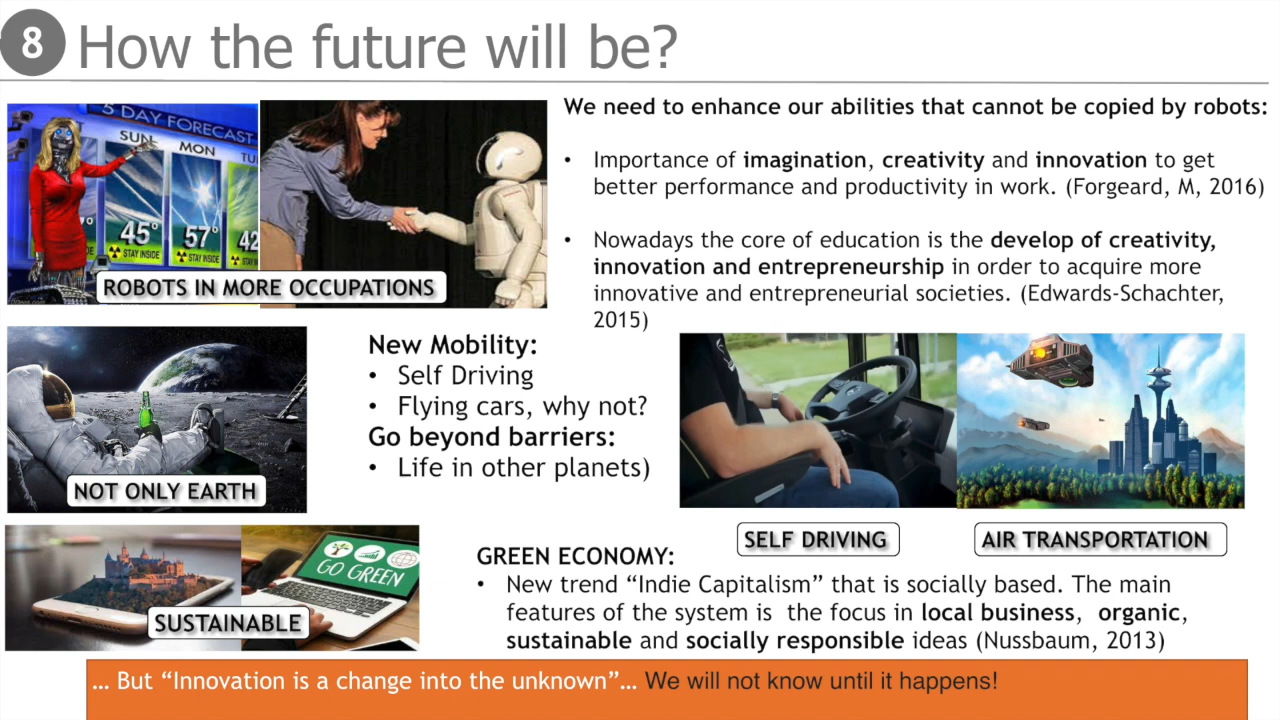 8 How the future will be?
5 DAY FORECAST
SUN
MON
TU
45°
57°
42
STAY INSIDE
STAY INSIDE
ROBOTS IN MORE OCCUPATIONS
We need to enhance our abilities that cannot be copied by robots:
• Importance of imagination, creativity and innovation to get
better performance and productivity in work. (Forgeard, M, 2016)
• Nowadays the core of education is the develop of creativity,
innovation and entrepreneurship in order to acquire more
innovative and entrepreneurial societies. (Edwards-Schachter,
2015)
NOT ONLY EARTH
New Mobility:
• Self Driving
• Flying cars, why not?
Go beyond barriers:
• Life in other planets)
SELF DRIVING
AIR TRANSPORTATION
GO GREEN
SUSTAINABLE
GREEN ECONOMY:
• New trend “Indie Capitalism” that is socially based. The main
features of the system is the focus in local business, organic,
sustainable and socially responsible ideas (Nussbaum, 2013)
… But “Innovation is a change into the unknown”… We will not know until it happens!